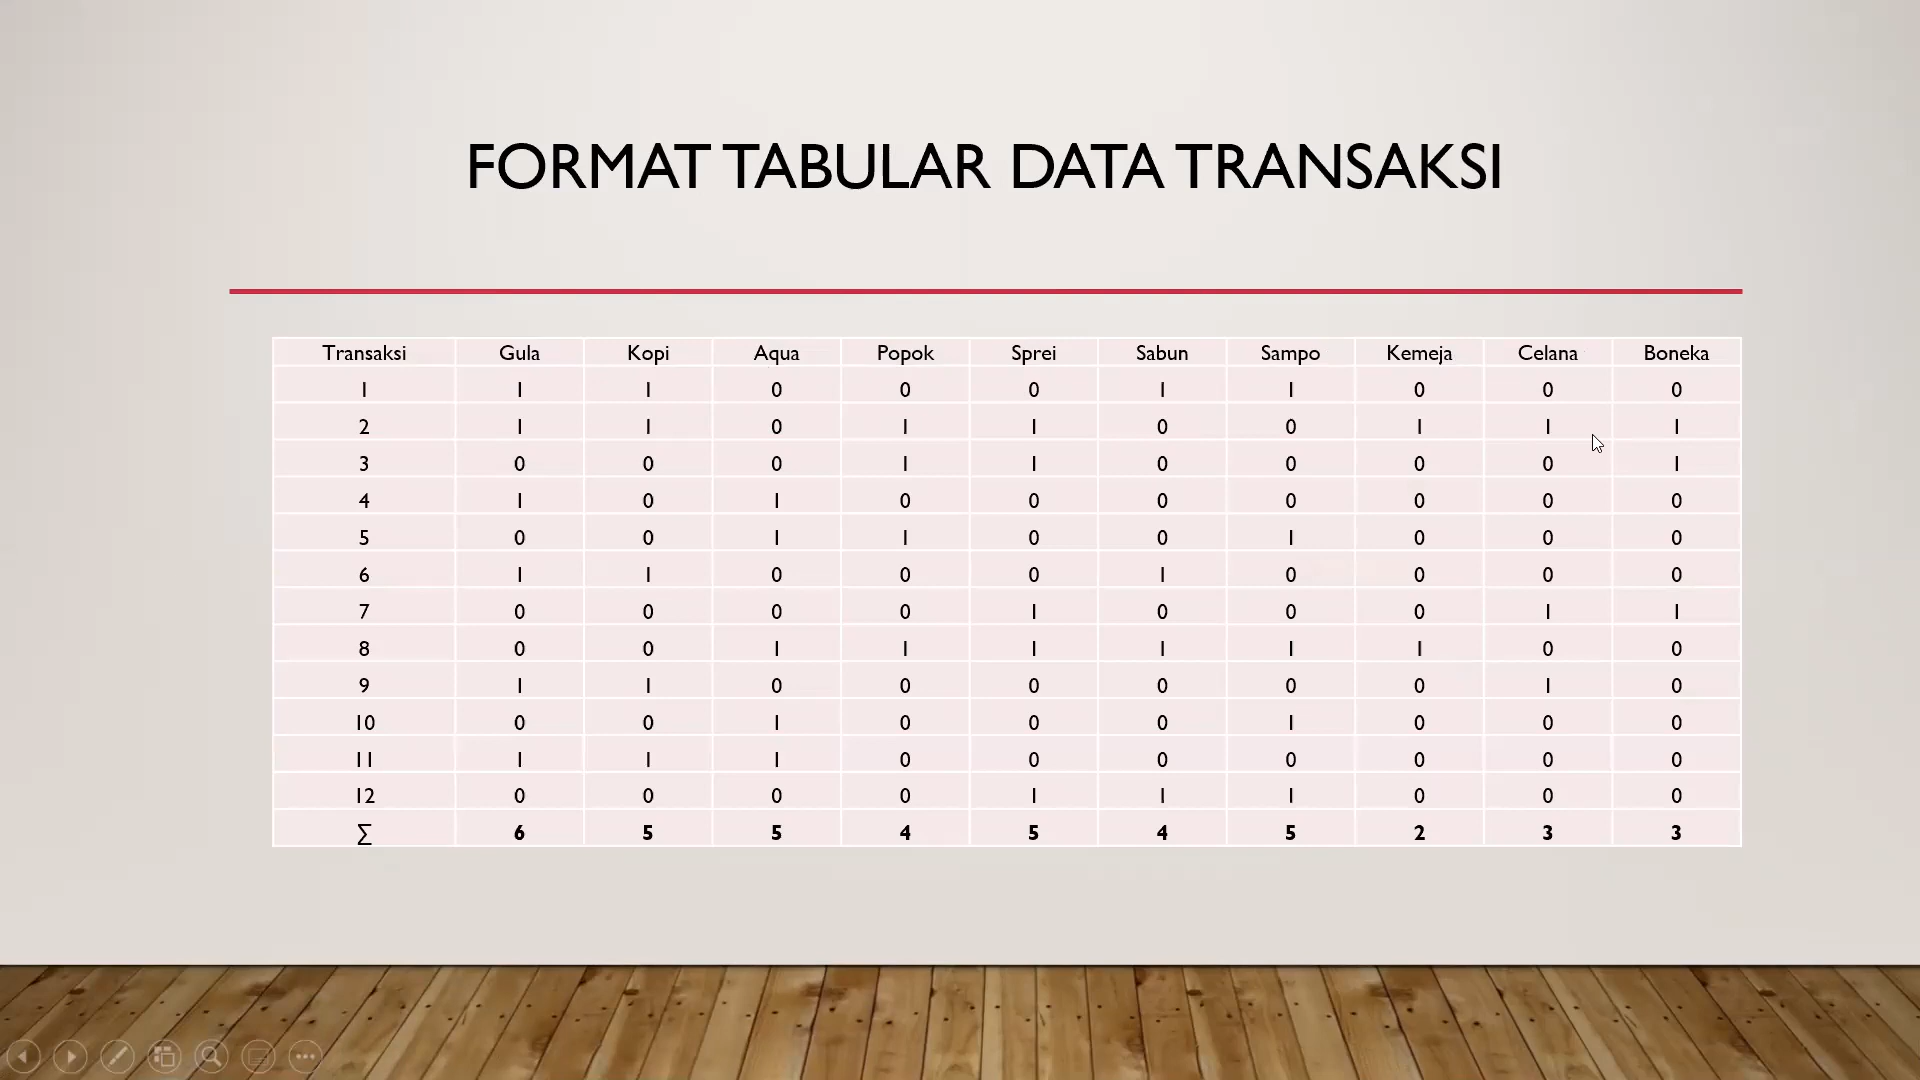 FORMAT TABULAR DATA TRANSAKSI
Transaksi Gula Kopi Aqua Popok Sprei Sabun Sampo Kemeja Celana Boneka
1 1 1 0 0 0 1 1 0 0 0
2 1 1 0 1 1 0 0 1 1 1
3 0 0 0 1 1 0 0 0 0 1
4 1 0 1 0 0 0 0 0 0 0
5 0 0 1 1 0 0 1 0 0 0
6 1 1 0 0 0 1 0 0 0 0
7 0 0 0 0 1 0 0 0 1 1
8 0 0 1 1 1 1 1 1 0 0
9 1 1 0 0 0 0 0 0 1 0
10 0 0 1 0 0 0 1 0 0 0
11 1 1 1 0 0 0 0 0 0 0
12 0 0 0 0 1 1 1 0 0 0
∑ 6 5 5 4 5 4 5 2 3 3